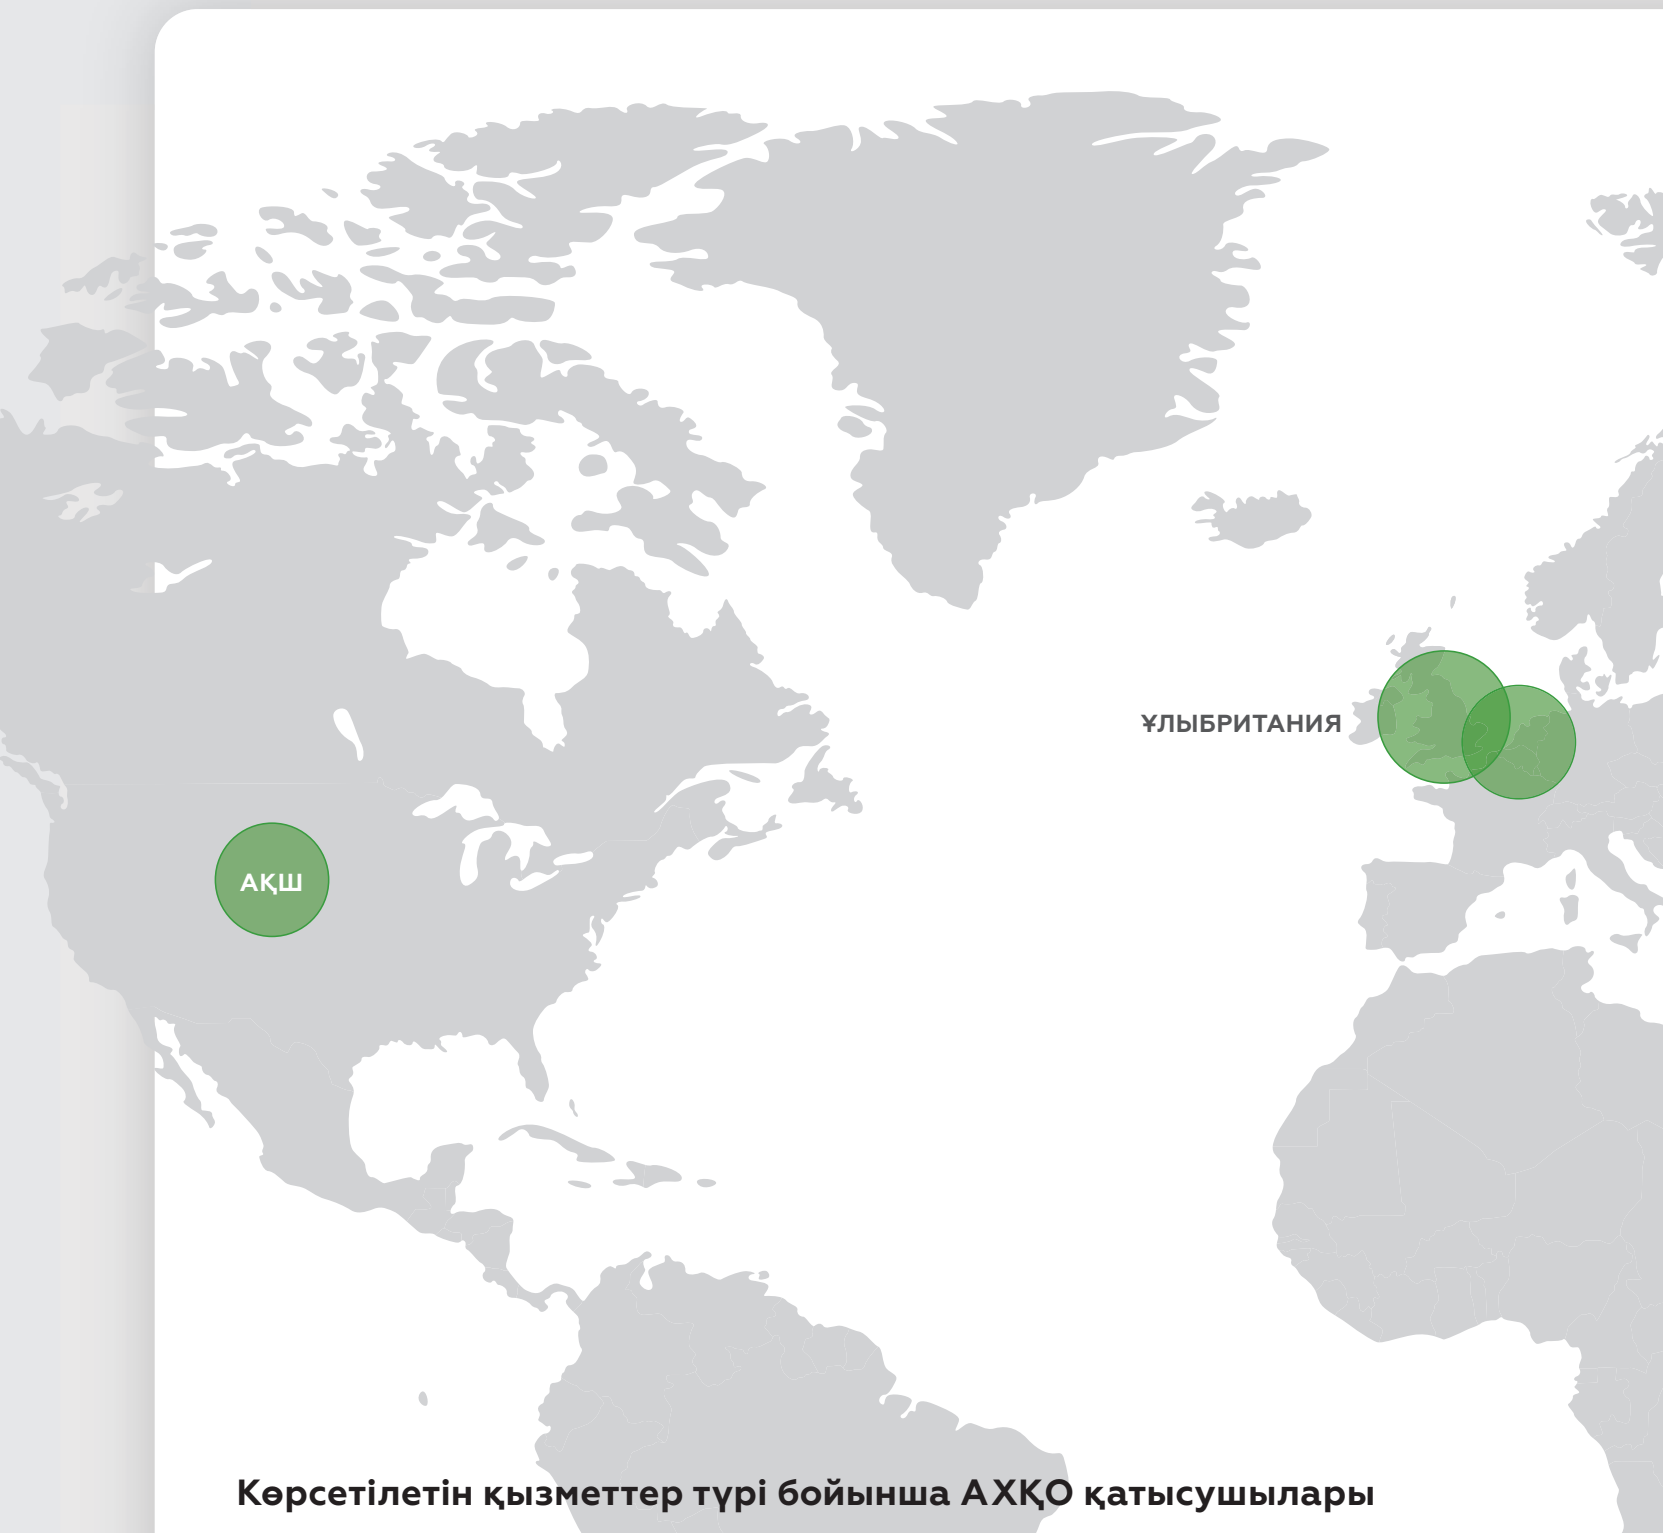 ҰЛЫБРИТАНИЯ
АҚШ
Көрсетілетін қызметтер түрі бойынша АХҚО қатысушылары